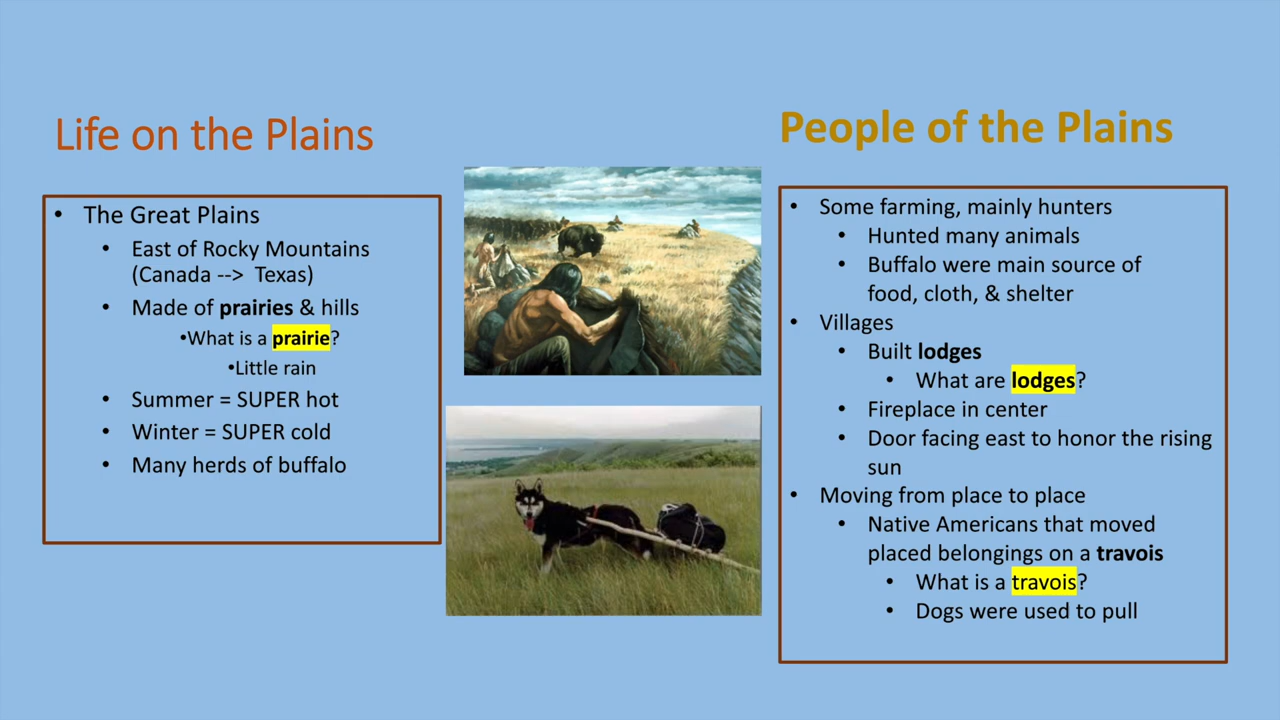 Life on the Plains
• The Great Plains
• East of Rocky Mountains
(Canada --> Texas)
• Made of prairies & hills
•What is a prairie?
•Little rain
• Summer = SUPER hot
• Winter = SUPER cold
• Many herds of buffalo
People of the Plains
• Some farming, mainly hunters
• Hunted many animals
• Buffalo were main source of
food, cloth, & shelter
• Villages
• Built lodges
• What are lodges?
• Fireplace in center
• Door facing east to honor the rising
sun
• Moving from place to place
• Native Americans that moved
placed belongings on a travois
• What is a travois?
• Dogs were used to pull